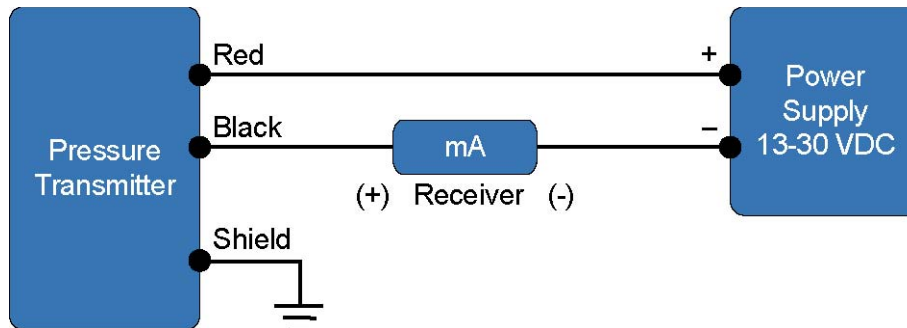 Red
+
Power
Supply
13-30 VDC
Black
–
mA
Pressure
Transmitter
(+) Receiver (-)
Shield